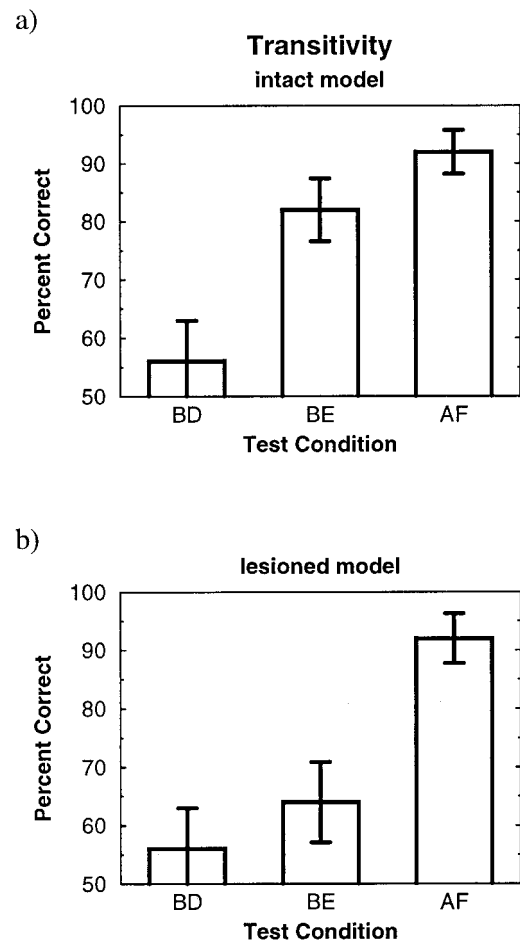 a)
Transitivity
intact model
100
90
80
70
60
50
Percent Correct
BD BE AF
Test Condition
b)
lesioned model
100
90
80
70
60
50
Percent Correct
BD BE AF
Test Condition